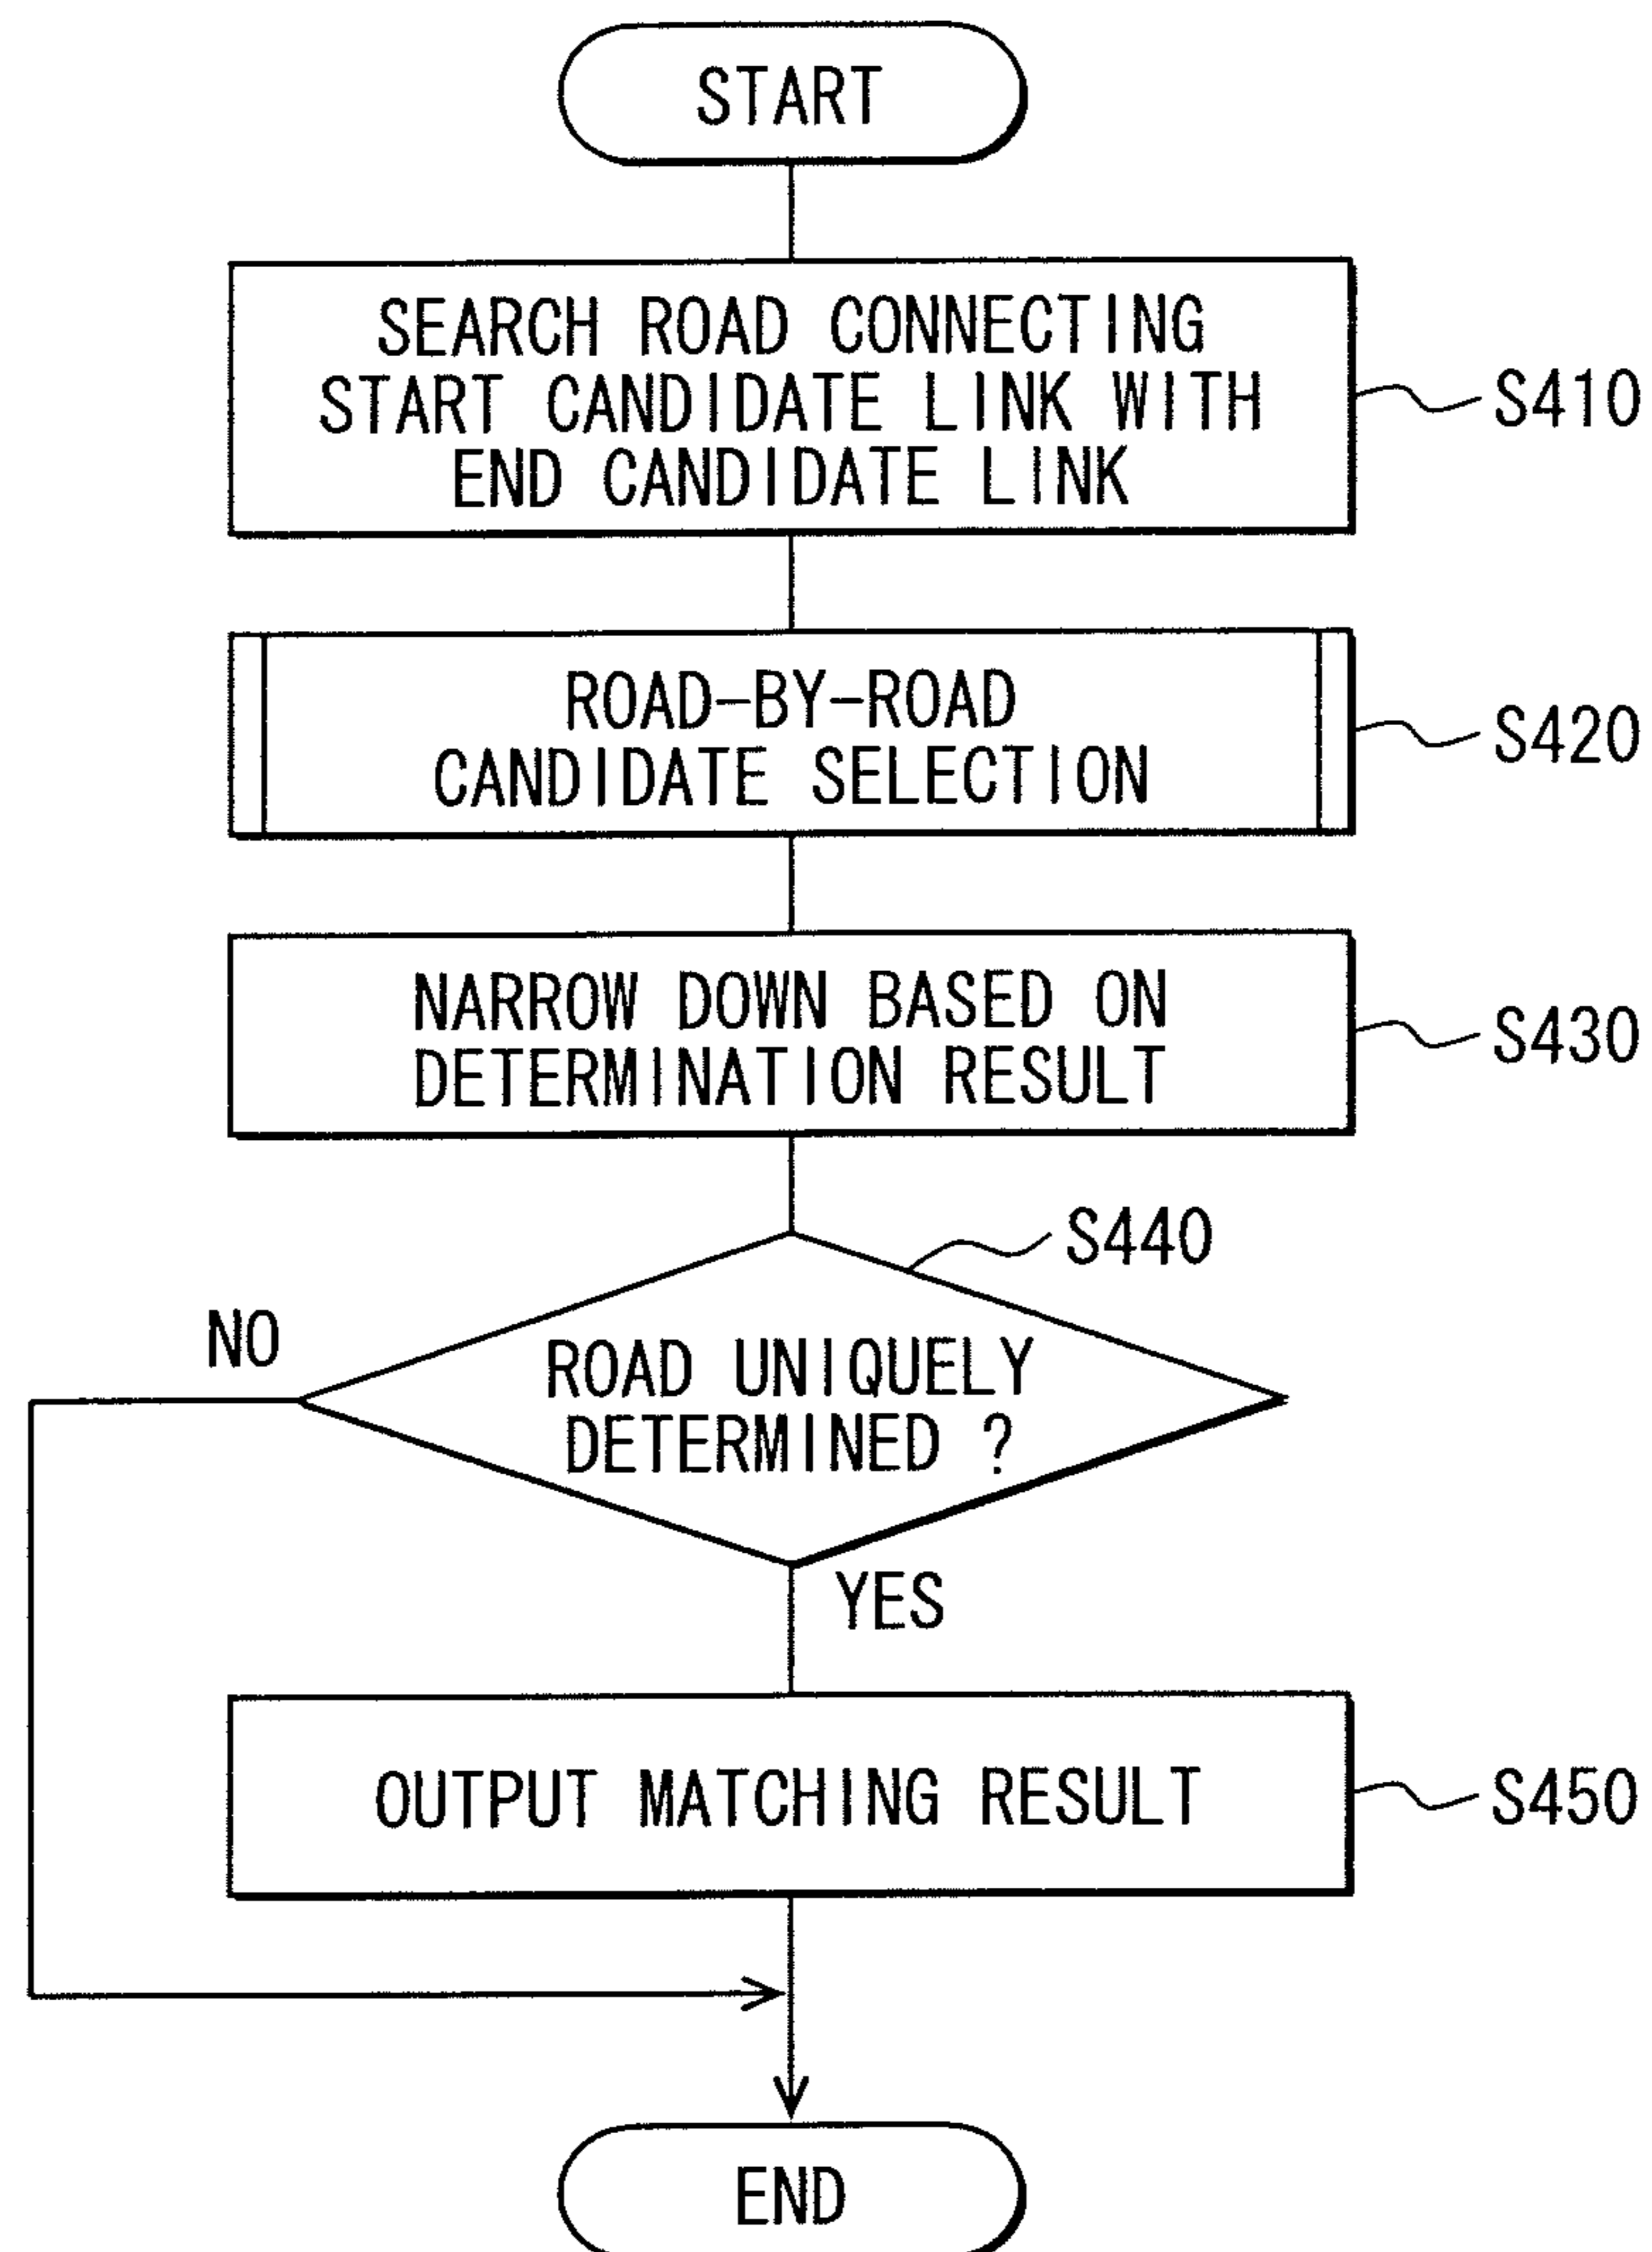 START
SEARCH ROAD CONNECTING
START CANDIDATE LINK WITH
END CANDIDATE LINK
S410
ROAD-BY-ROAD
CANDIDATE SELECTION
S420
NARROW DOWN BASED ON
DETERMINATION RESULT
S430
S440
NO
ROAD UNIQUELY
DETERMINED ?
YES
OUTPUT MATCHING RESULT
S450
END